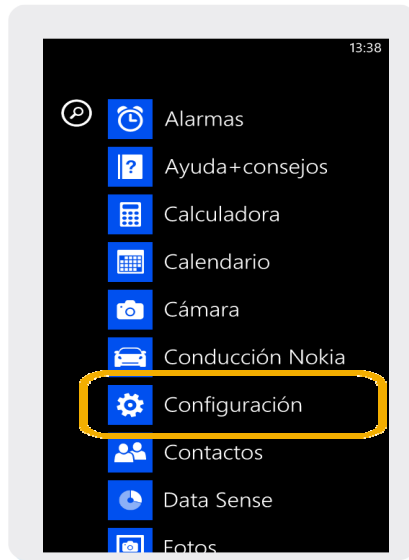 13:38
Alarmas
Ayuda+consejos
Calculadora
Calendario
Cámara
Conducción Nokia
Configuración
Contactos
Data Sense
Fotos